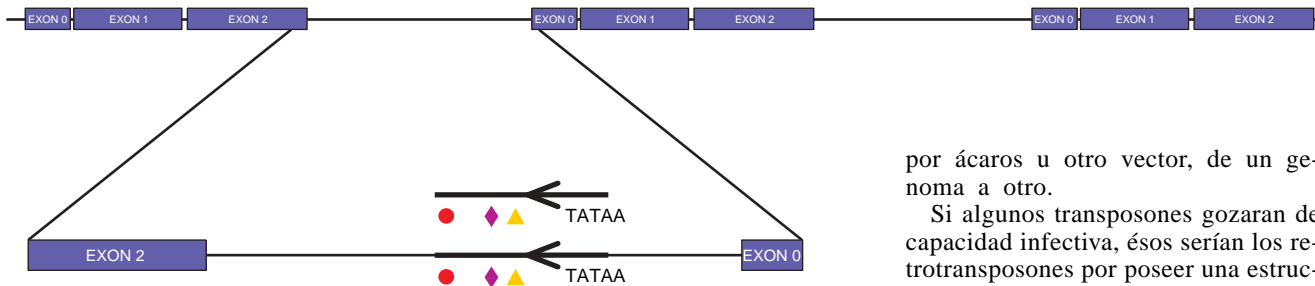 EXON 0 EXON 1 EXON 2 EXON 0 EXON 1 EXON 2 EXON 0 EXON 1 EXON 2
TATAA
EXON 2 EXON 0
TATAA
por ácaros u otro vector, de un ge-
noma a otro.
Si algunos transposones gozaran de
capacidad infectiva, ésos serían los re-
trotransposones por poseer una estruc-